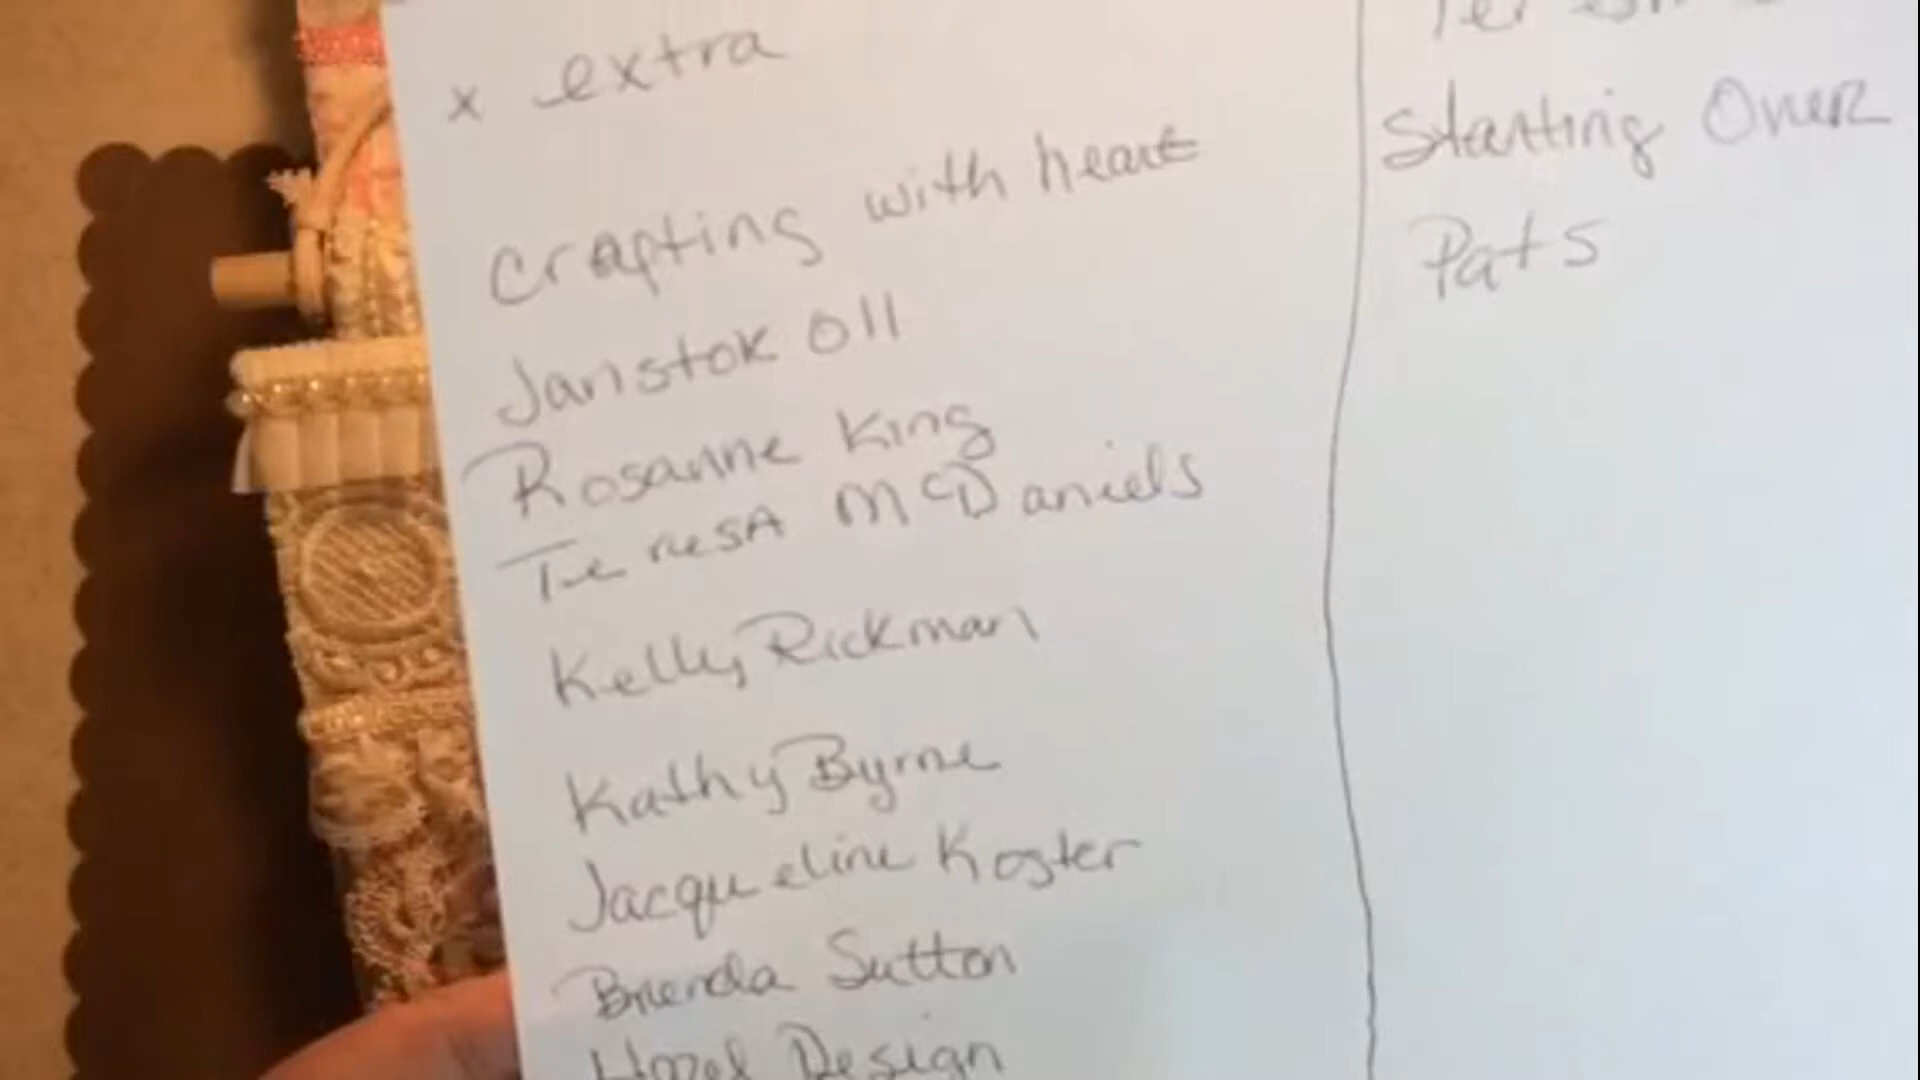 x extra
Crafting with heart
Janstok 011
Rosanne King
Teresa McDaniels
Kelly Rickman
Kathy Byrne
Jacqueline Koster
Brenda Sutton
Hazel Design
Starting Over
Pats